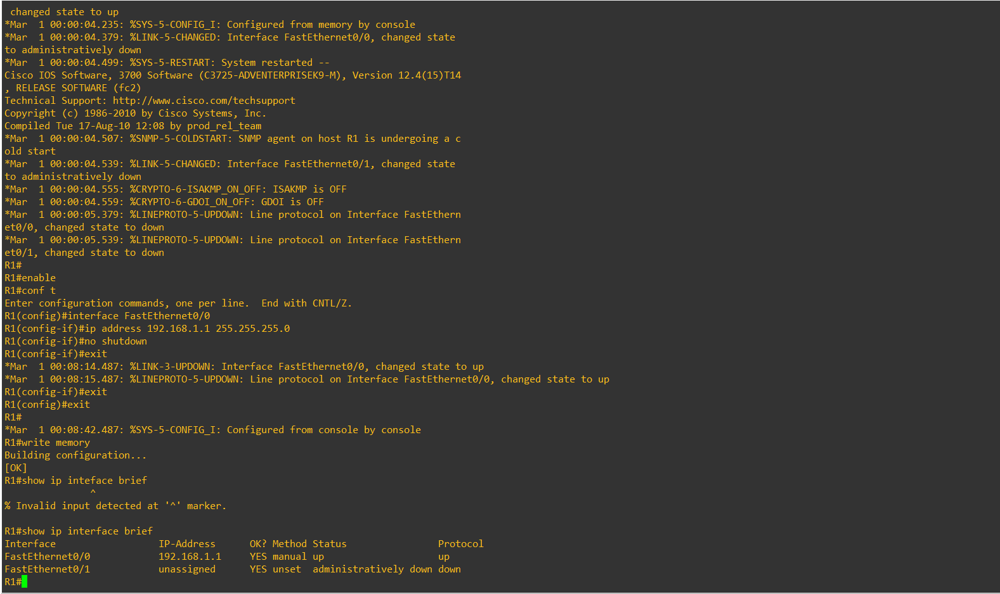 changed state to up
*Mar  1 00:00:04.235: %SYS-5-CONFIG_I: Configured from memory by console
*Mar  1 00:00:04.379: %LINK-5-CHANGED: Interface FastEthernet0/0, changed state
to administratively down
*Mar  1 00:00:04.499: %SYS-5-RESTART: System restarted --
Cisco IOS Software, 3700 Software (C3725-ADVENTERPRISEK9-M), Version 12.4(15)T14
, RELEASE SOFTWARE (fc2)
Technical Support: http://www.cisco.com/techsupport
Copyright (c) 1986-2010 by Cisco Systems, Inc.
Compiled Tue 17-Aug-10 12:08 by prod_rel_team
*Mar  1 00:00:04.507: %SNMP-5-COLDSTART: SNMP agent on host R1 is undergoing a c
old start
*Mar  1 00:00:04.539: %LINK-5-CHANGED: Interface FastEthernet0/1, changed state
to administratively down
*Mar  1 00:00:04.555: %CRYPTO-6-ISAKMP_ON_OFF: ISAKMP is OFF
*Mar  1 00:00:04.559: %CRYPTO-6-GDOI_ON_OFF: GDOI is OFF
*Mar  1 00:00:05.379: %LINEPROTO-5-UPDOWN: Line protocol on Interface FastEthern
et0/0, changed state to down
*Mar  1 00:00:05.539: %LINEPROTO-5-UPDOWN: Line protocol on Interface FastEthern
et0/1, changed state to down
R1#
R1#enable
R1#conf t
Enter configuration commands, one per line.  End with CNTL/Z.
R1(config)#interface FastEthernet0/0
R1(config-if)#ip address 192.168.1.1 255.255.255.0
R1(config-if)#no shutdown
R1(config-if)#exit
*Mar  1 00:08:14.487: %LINK-3-UPDOWN: Interface FastEthernet0/0, changed state to up
*Mar  1 00:08:15.487: %LINEPROTO-5-UPDOWN: Line protocol on Interface FastEthernet0/0, changed state to up
R1(config-if)#exit
R1(config)#exit
R1#
*Mar  1 00:08:42.487: %SYS-5-CONFIG_I: Configured from console by console
R1#write memory
Building configuration...
[OK]
R1#show ip inteface brief
               ^
% Invalid input detected at '^' marker.

R1#show ip interface brief
Interface                  IP-Address      OK? Method Status                Protocol
FastEthernet0/0            192.168.1.1     YES manual up                    up
FastEthernet0/1            unassigned      YES unset  administratively down down
R1#